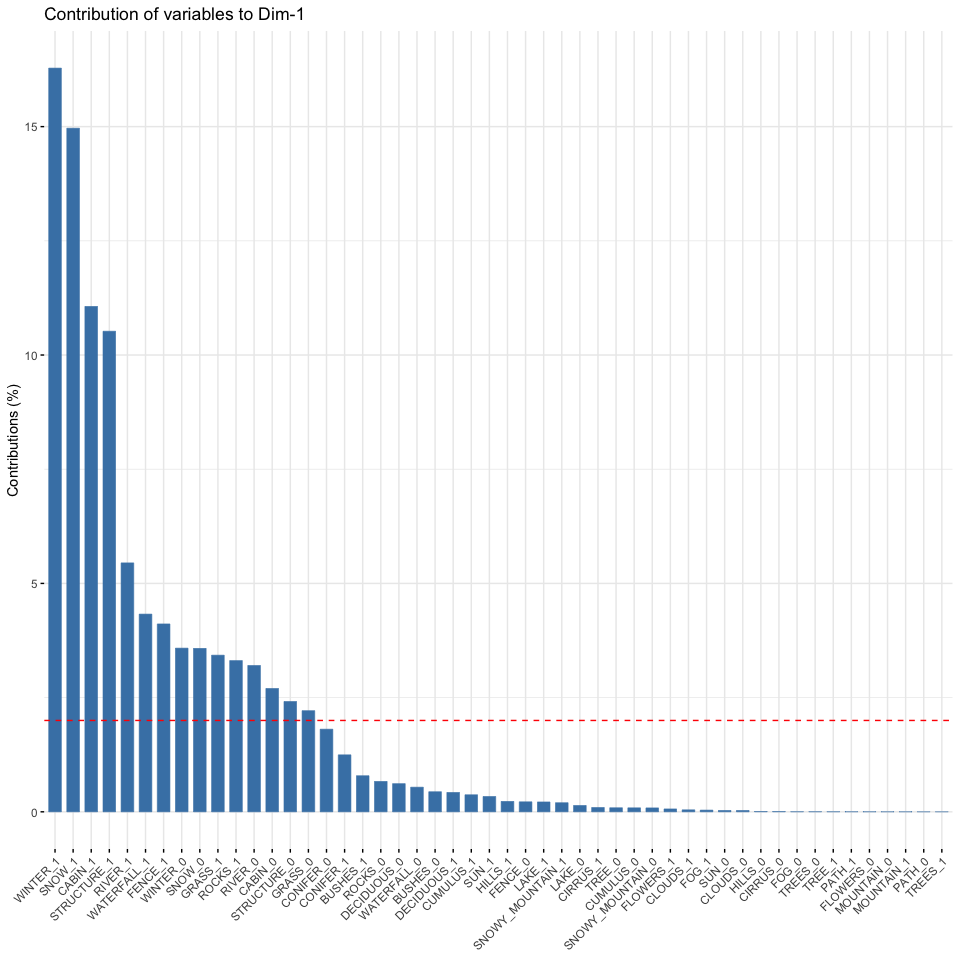 Contribution of variables to Dim-1
Contributions (%)
15
10
5
0
WINTER_1
SNOW_1
CABIN_1
STRUCTURE_1
RIVER_1
WATERFALL_1
FENCE_1
WINTER_0
SNOW_0
GRASS_1
ROCKS_1
RIVER_0
CABIN_0
STRUCTURE_0
GRASS_0
CONIFER_0
CONIFER_1
BUSHES_1
ROCKS_0
DECIDUOUS_0
WATERFALL_0
BUSHES_0
DECIDUOUS_1
CUMULUS_1
SUN_1
HILLS_1
FENCE_0
LAKE_1
SNOWY_MOUNTAIN_1
LAKE_0
CIRRUS_1
TREE_0
CUMULUS_0
SNOWY_MOUNTAIN_0
FLOWERS_1
CLOUDS_1
FOG_1
SUN_0
CLOUDS_0
HILLS_0
CIRRUS_0
FOG_0
TREES_0
TREE_1
PATH_1
FLOWERS_0
MOUNTAIN_0
MOUNTAIN_1
PATH_0
TREES_1